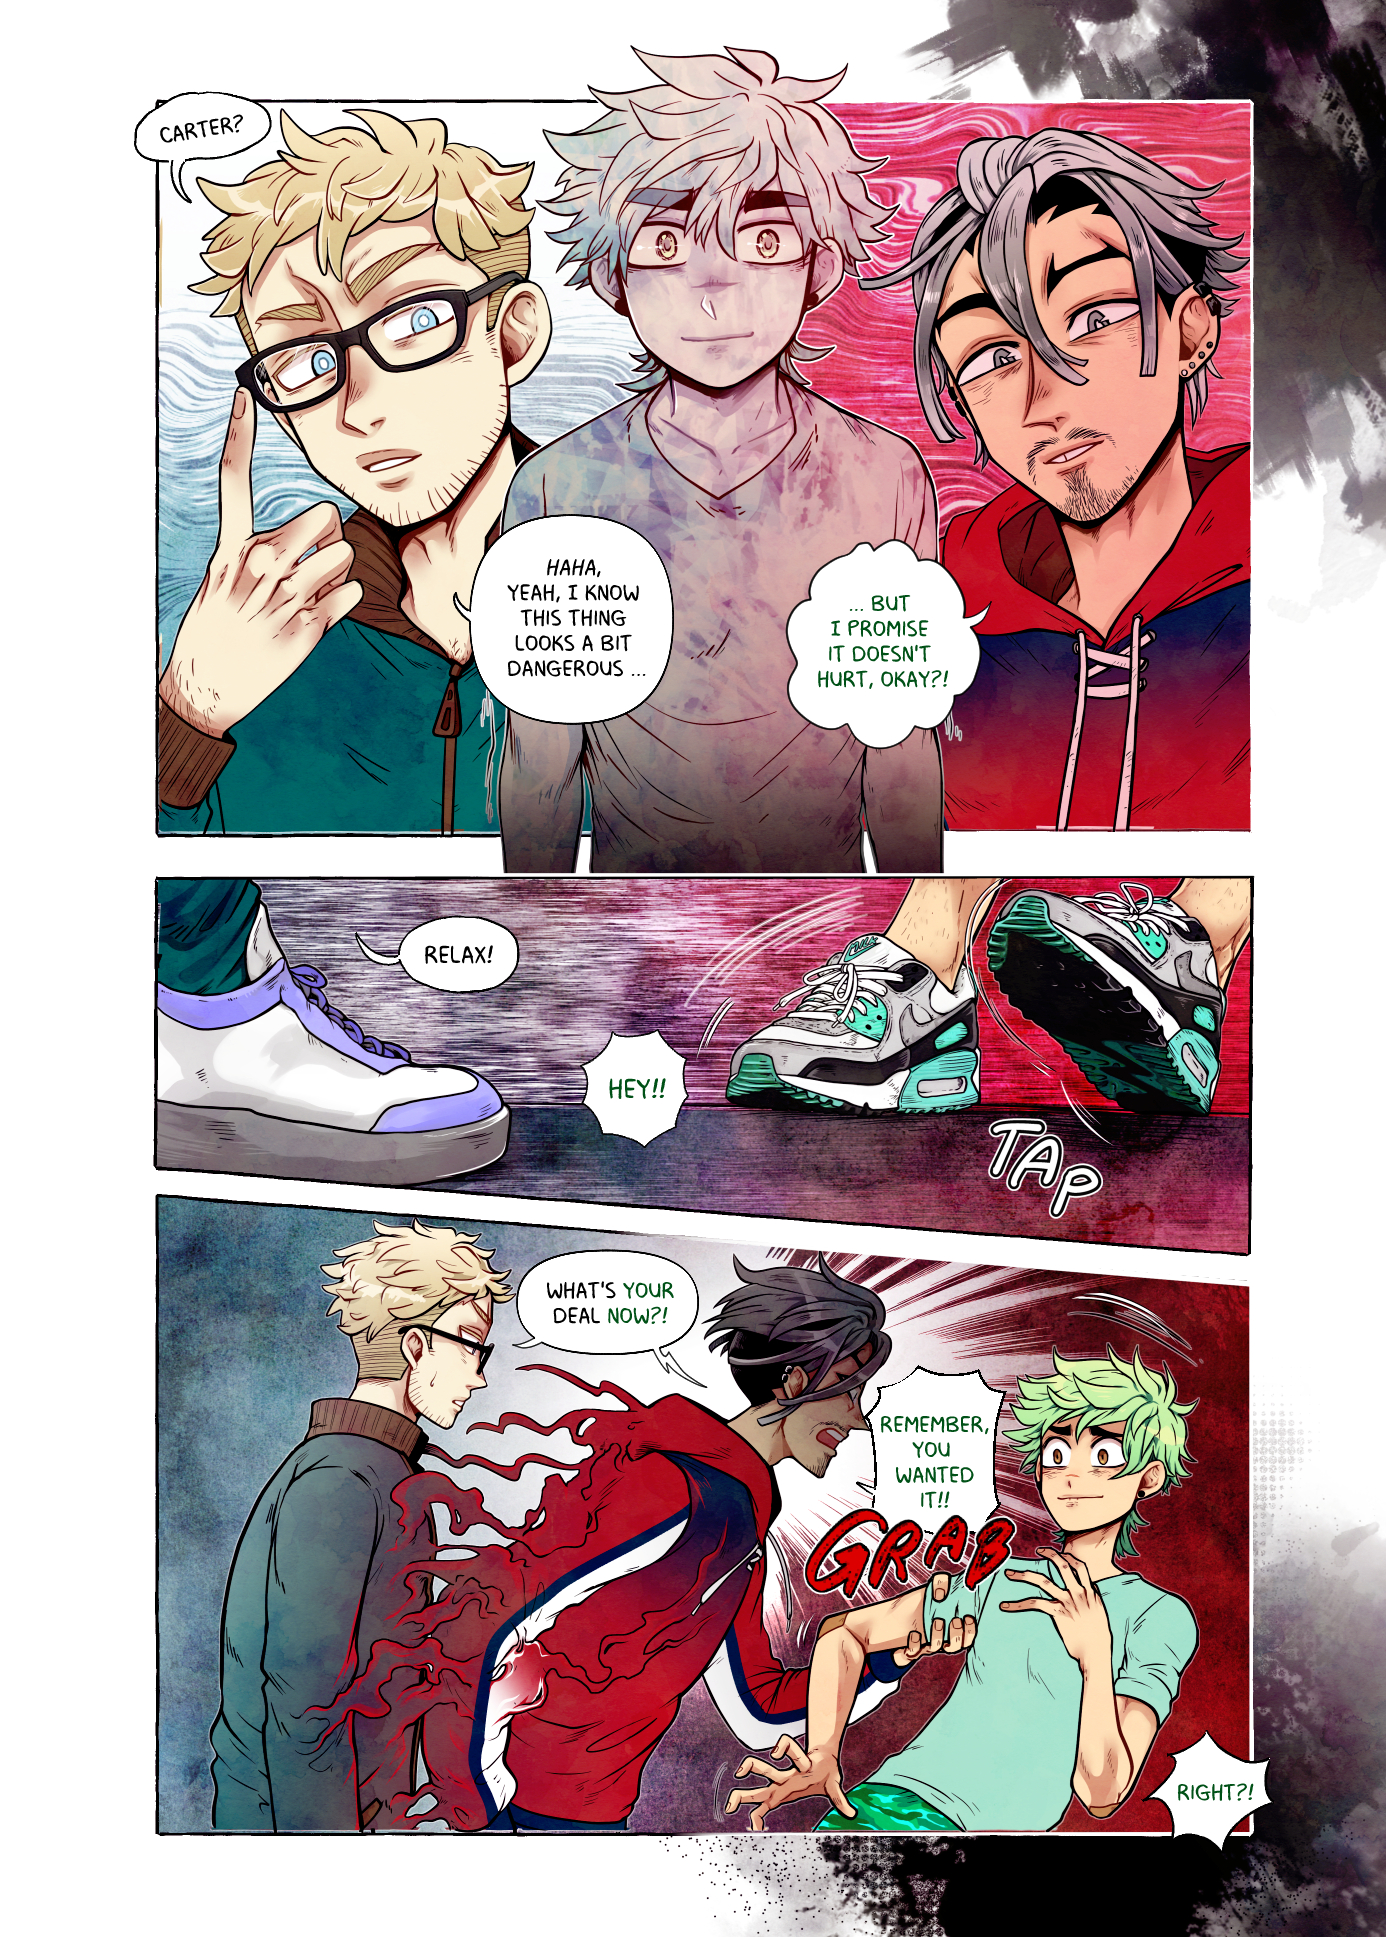 CARTER?
HAHA,
YEAH, I KNOW
THIS THING
LOOKS A BIT
DANGEROUS ...
... BUT
I PROMISE
IT DOESN'T
HURT, OKAY?!
RELAX!
HEY!!
TAP
WHAT'S YOUR
DEAL NOW?!
REMEMBER,
YOU
WANTED
IT!!
GRAB
RIGHT?!